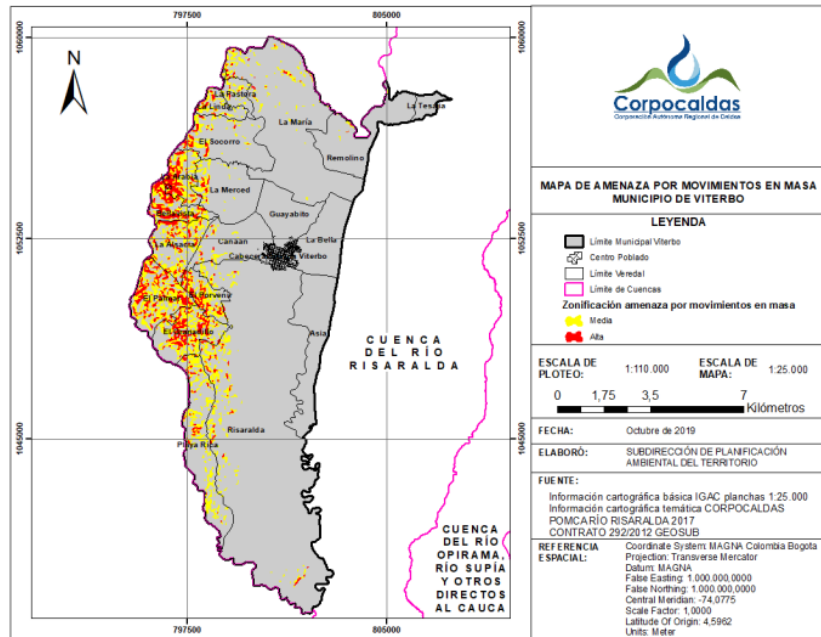 797500
805000
1060000
1060000
N
La Tesalia
La Pastora
La Linda
La María
El Socorro
Remolino
La Arabia
La Merced
Bellavista
Guayabito
1052500
1052500
La Alsacia
Canaán
La Bella
Cabecera Viterbo
El Porvenir
Asia
CUENCA
DEL RÍO
RISARALDA
1045000
1045000
Risaralda
Playa Rica
CUENCA
DEL RÍO
OPIRAMA,
RÍO SUPÍA
Y OTROS
DIRECTOS
AL CAUCA
797500
805000
Corpocaldas
Corporación Autónoma Regional de Caldas
MAPA DE AMENAZA POR MOVIMIENTOS EN MASA
MUNICIPIO DE VITERBO
LEYENDA
Límite Municipal Viterbo
Centro Poblado
Límite Veredal
Límite de Cuencas
Zonificación amenaza por movimientos en masa
Media
Alta
ESCALA DE PLOTEO: 1:110.000 ESCALA DE MAPA: 1:25.000
0 1,75 3,5 7
Kilómetros
FECHA: Octubre de 2019
ELABORÒ: SUBDIRECCIÓN DE PLANIFICACIÓN
AMBIENTAL DEL TERRITORIO
FUENTE:
Información cartográfica básica IGAC planchas 1:25.000
Información cartográfica temática CORPOCALDAS
POMCA RÍO RISARALDA 2017
CONTRATO 292/2012 GEOSUB
REFERENCIA ESPACIAL:
Coordinate System: MAGNA Colombia Bogota
Projection: Transverse Mercator
Datum: MAGNA
False Easting: 1.000.000,0000
False Northing: 1.000.000,0000
Central Meridian: -74,0775
Scale Factor: 1,0000
Latitude Of Origin: 4,5962
Units: Meter